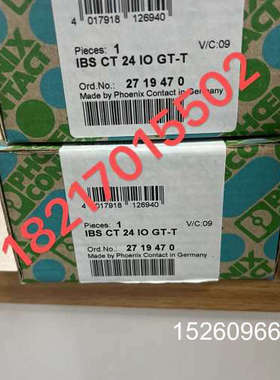 4 017918 126940
Pieces: 1 V/C:09
IBS CT 24 IO GT-T
Ord.No.: 27 19 47 0
Made by Phoenix Contact in Germany
18217015502
4 017918 126940
Pieces: 1 V/C:09
IBS CT 24 IO GT-T
Ord.No.: 27 19 47 0
Made by Phoenix Contact in Germany
PHOENIX
CONTACT
15260966